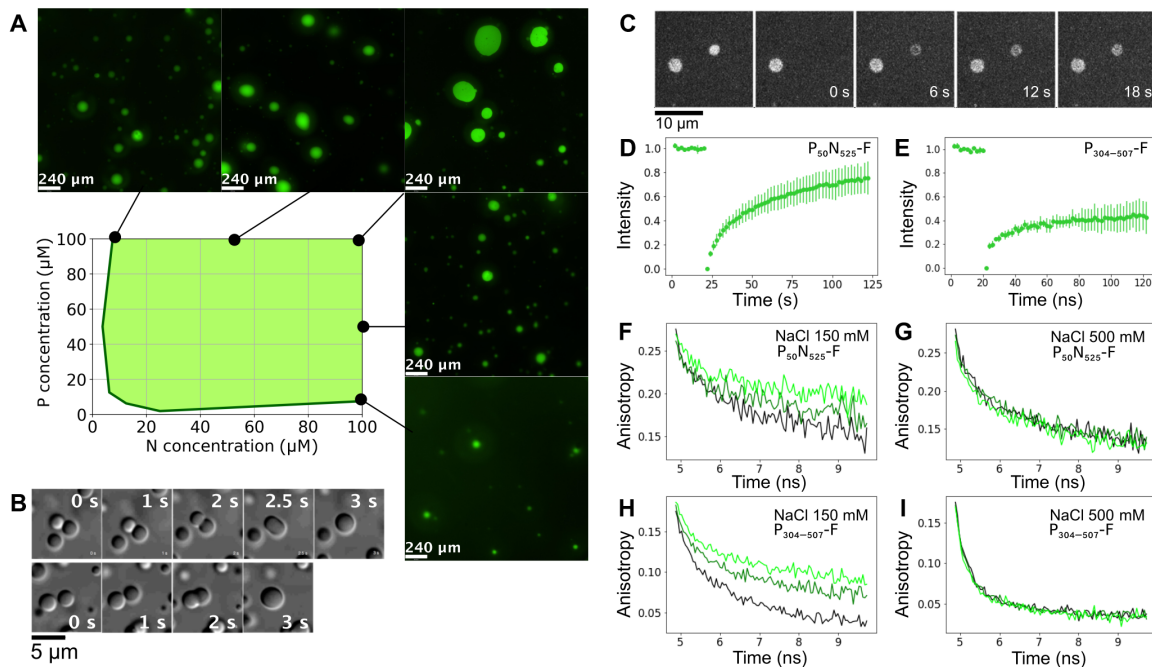 A
240 µm
240 µm
240 µm
240 µm
240 µm
P concentration (µM)
100
80
60
40
20
0
0 20 40 60 80 100
N concentration (µM)
B
0 s 1 s 2 s 2.5 s 3 s
0 s 1 s 2 s 3 s
5 µm
C
0 s 6 s 12 s 18 s
10 µm
D
P₅₀N₅₂₅-F
Intensity
1.0
0.8
0.6
0.4
0.2
0.0
0 25 50 75 100 125
Time (s)
E
P₃₀₄₋₅₀₇-F
Intensity
1.0
0.8
0.6
0.4
0.2
0.0
0 20 40 60 80 100 120
Time (ns)
F
NaCl 150 mM
P₅₀N₅₂₅-F
Anisotropy
0.25
0.20
0.15
5 6 7 8 9
Time (ns)
G
NaCl 500 mM
P₅₀N₅₂₅-F
Anisotropy
0.25
0.20
0.15
5 6 7 8 9
Time (ns)
H
NaCl 150 mM
P₃₀₄₋₅₀₇-F
Anisotropy
0.15
0.10
0.05
5 6 7 8 9
Time (ns)
I
NaCl 500 mM
P₃₀₄₋₅₀₇-F
Anisotropy
0.15
0.10
0.05
5 6 7 8 9
Time (ns)